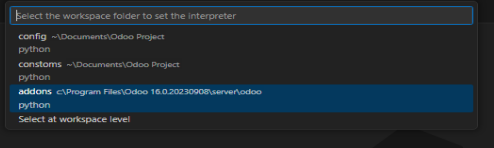 Select the workspace folder to set the interpreter
config ~\Documents\Odoo Project
python
constoms ~\Documents\Odoo Project
python
addons c:\Program Files\Odoo 16.0.20230908\server\odoo
python
Select at workspace level